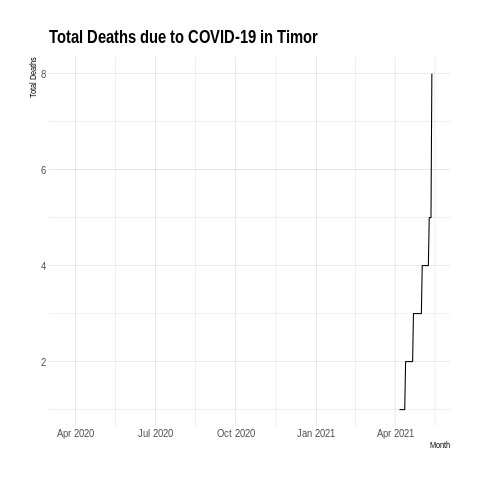 Total Deaths due to COVID-19 in Timor
Total Deaths
8
6
4
2
Apr 2020 Jul 2020 Oct 2020 Jan 2021 Apr 2021
Month